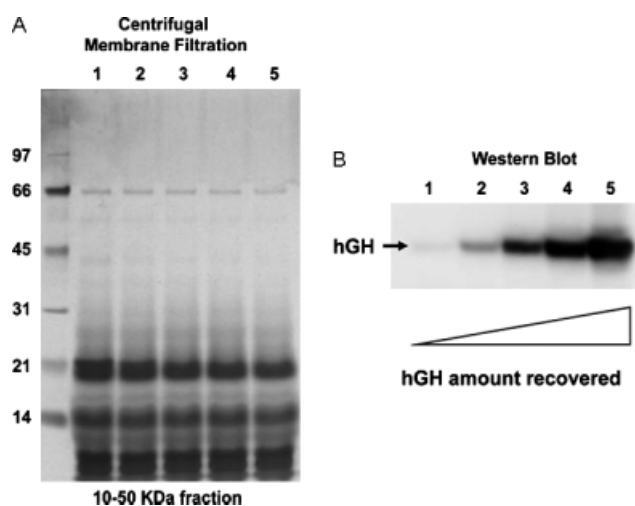 A
Centrifugal
Membrane Filtration
1 2 3 4 5
97
66
45
31
21
14
10-50 KDa fraction
B
Western Blot
1 2 3 4 5
hGH
hGH amount recovered